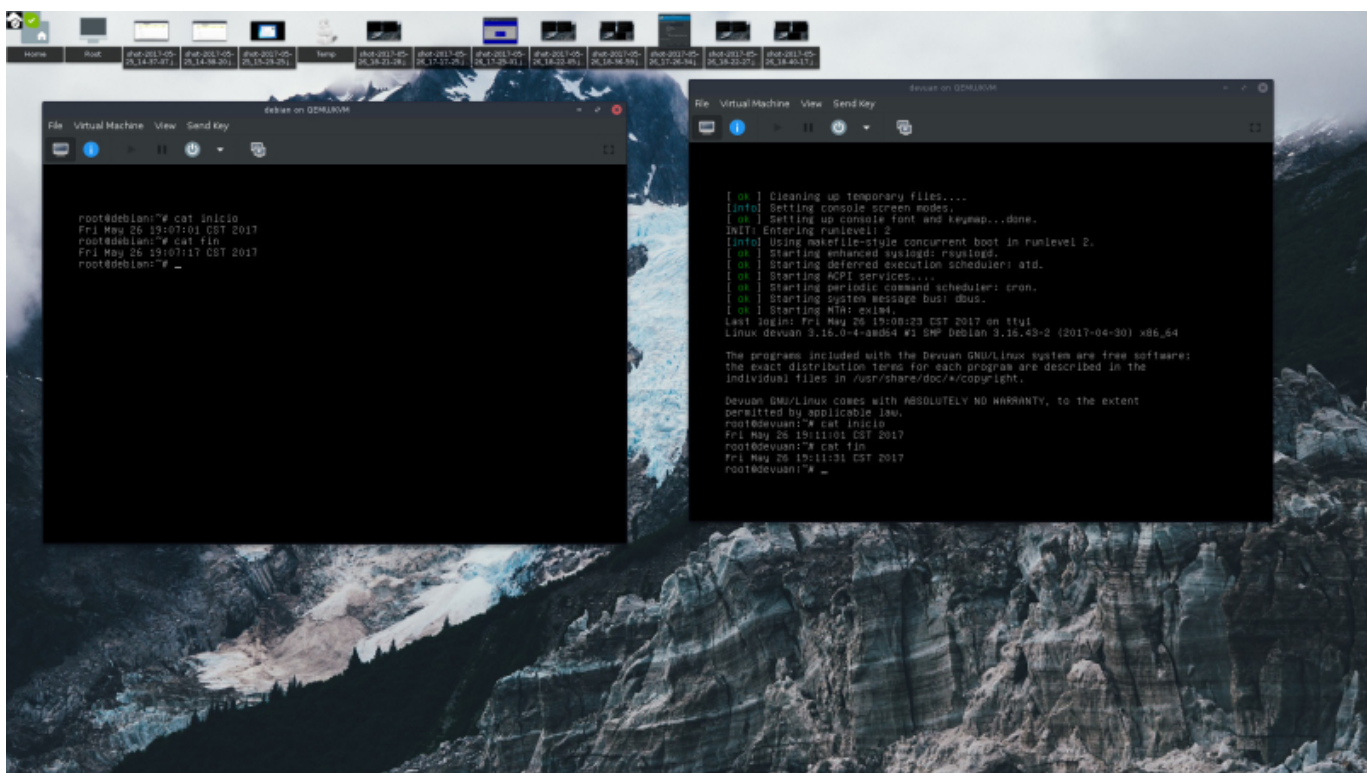 Home
Root
Temp
debian on QEMU/KVM
File Virtual Machine View Send Key
root@debian:~# cat inicio
Fri May 26 19:07:01 CST 2017
root@debian:~# cat fin
Fri May 26 19:07:17 CST 2017
root@debian:~# _
devuan on QEMU/KVM
File Virtual Machine View Send Key
[ ok ] Cleaning up temporary files....
[info] Setting console screen modes.
[ ok ] Setting up console font and keymap...done.
INIT: Entering runlevel: 2
[info] Using makefile-style concurrent boot in runlevel 2.
[ ok ] Starting enhanced syslogd: rsyslogd.
[ ok ] Starting deferred execution scheduler: atd.
[ ok ] Starting ACPI services....
[ ok ] Starting periodic command scheduler: cron.
[ ok ] Starting system message bus: dbus.
[ ok ] Starting MTA: exim4.
Last login: Fri May 26 19:08:23 CST 2017 on tty1
Linux devuan 3.16.0-4-amd64 #1 SMP Debian 3.16.43-2 (2017-04-30) x86_64
The programs included with the Devuan GNU/Linux system are free software;
the exact distribution terms for each program are described in the
individual files in /usr/share/doc/*/copyright.
Devuan GNU/Linux comes with ABSOLUTELY NO WARRANTY, to the extent
permitted by applicable law.
root@devuan:~# cat inicio
Fri May 26 19:11:01 CST 2017
root@devuan:~# cat fin
Fri May 26 19:11:31 CST 2017
root@devuan:~# _